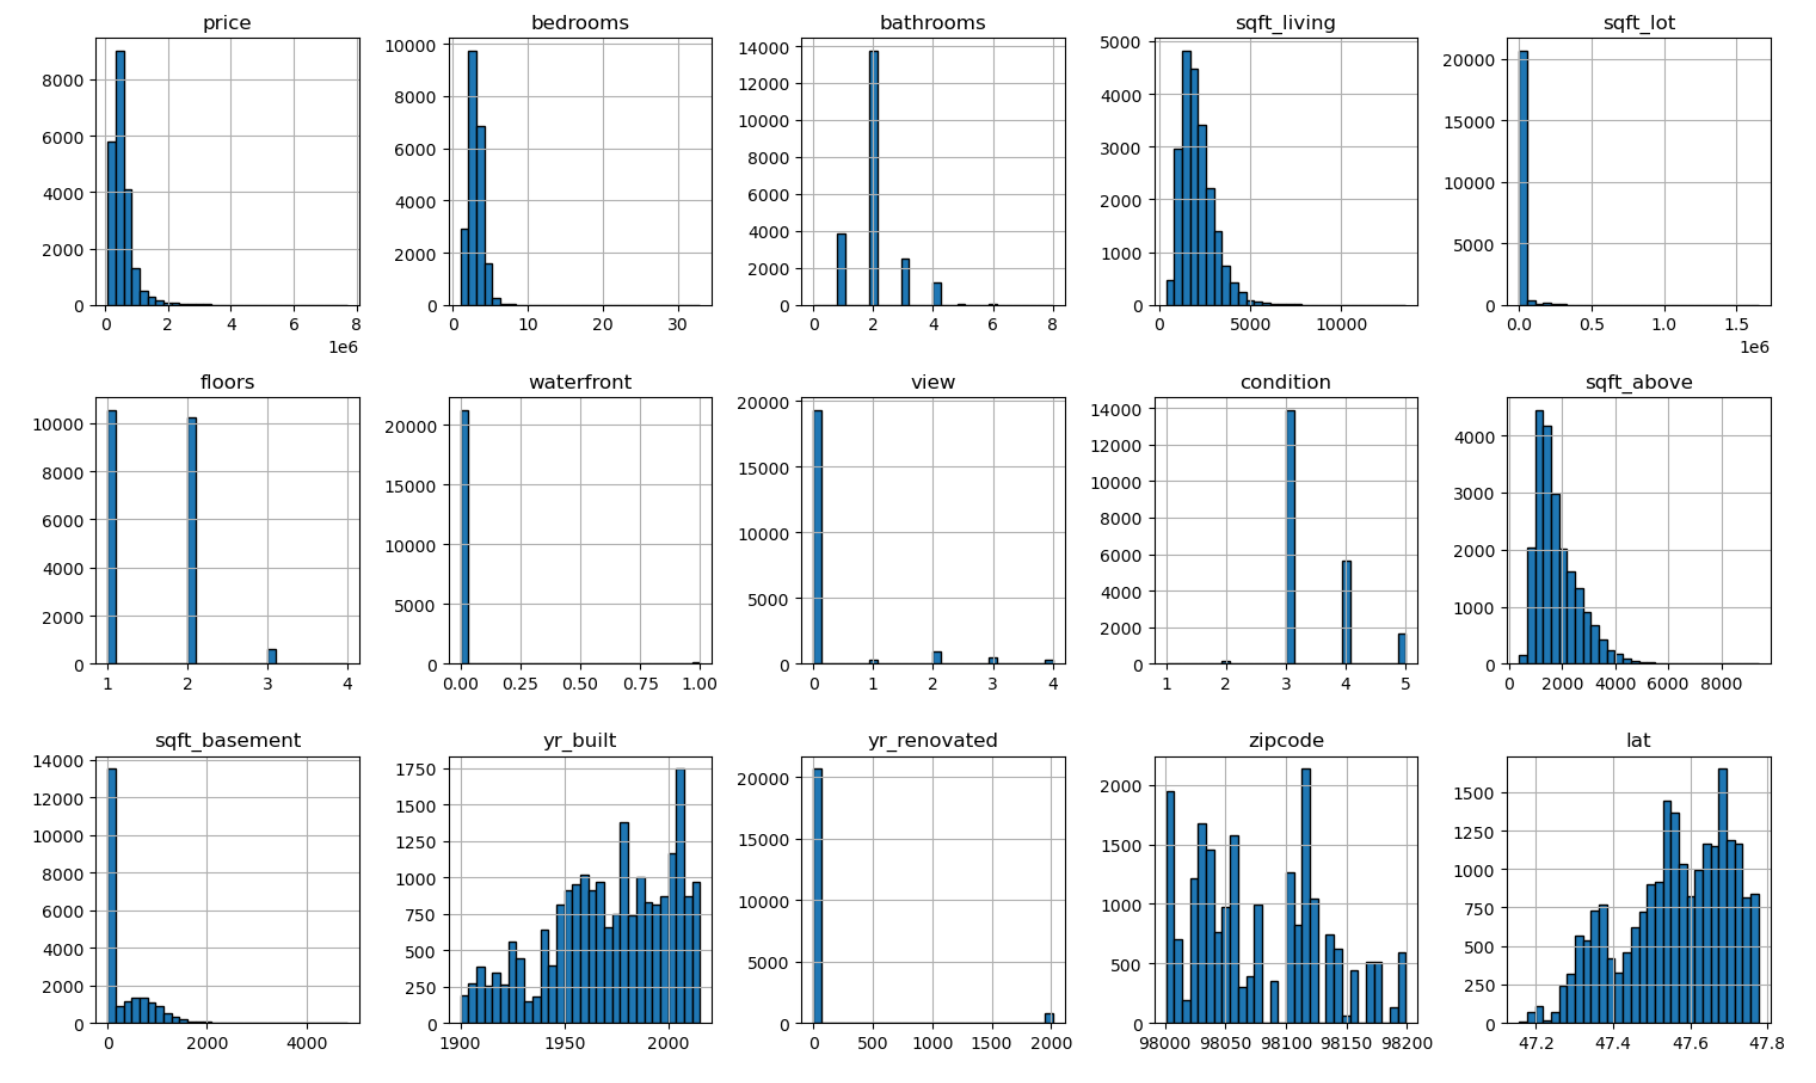 price
8000
6000
4000
2000
0
0 2 4 6 8
1e6
bedrooms
10000
8000
6000
4000
2000
0
0 10 20 30
bathrooms
14000
12000
10000
8000
6000
4000
2000
0
0 2 4 6 8
sqft_living
5000
4000
3000
2000
1000
0
0 5000 10000
sqft_lot
20000
15000
10000
5000
0
0.0 0.5 1.0 1.5
1e6
floors
10000
8000
6000
4000
2000
0
1 2 3 4
waterfront
20000
15000
10000
5000
0
0.00 0.25 0.50 0.75 1.00
view
20000
15000
10000
5000
0
0 1 2 3 4
condition
14000
12000
10000
8000
6000
4000
2000
0
1 2 3 4 5
sqft_above
4000
3000
2000
1000
0
0 2000 4000 6000 8000
sqft_basement
14000
12000
10000
8000
6000
4000
2000
0
0 2000 4000
yr_built
1750
1500
1250
1000
750
500
250
0
1900 1950 2000
yr_renovated
20000
15000
10000
5000
0
0 500 1000 1500 2000
zipcode
2000
1500
1000
500
0
98000 98050 98100 98150 98200
lat
1500
1250
1000
750
500
250
0
47.2 47.4 47.6 47.8